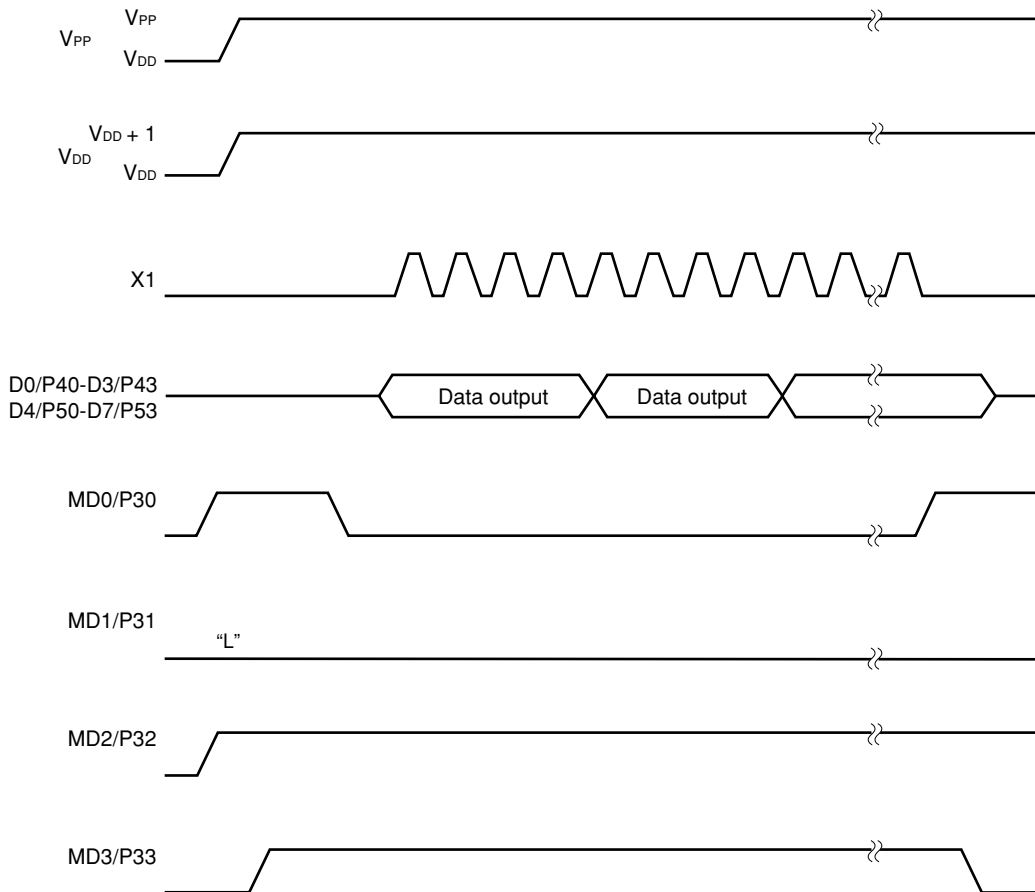 VPP
VPP
VDD
VDD + 1
VDD
VDD
X1
D0/P40-D3/P43
D4/P50-D7/P53
Data output
Data output
MD0/P30
MD1/P31
“L”
MD2/P32
MD3/P33